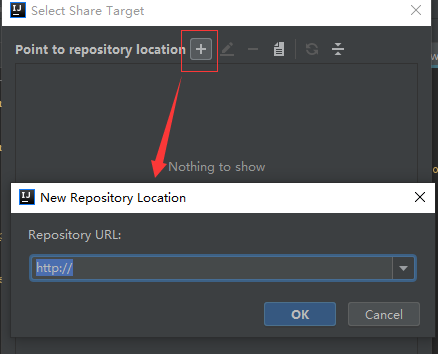 Select Share Target
Point to repository location
Nothing to show
New Repository Location
Repository URL:
http://
OK
Cancel